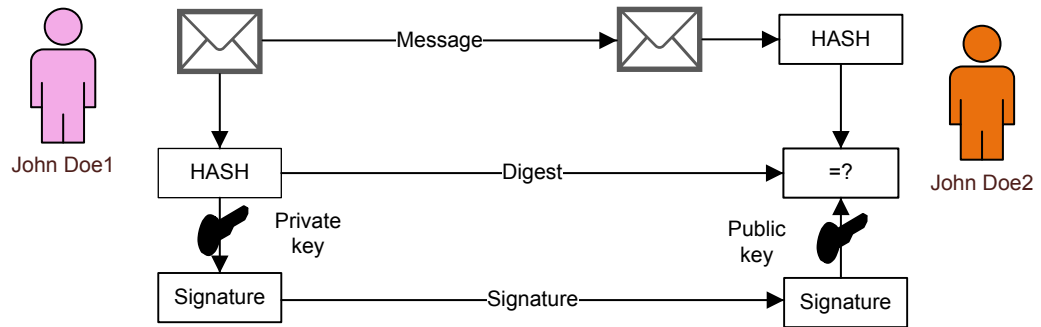 Message
HASH
John Doe1
HASH
Digest
=?
John Doe2
Private
key
Public
key
Signature
Signature
Signature